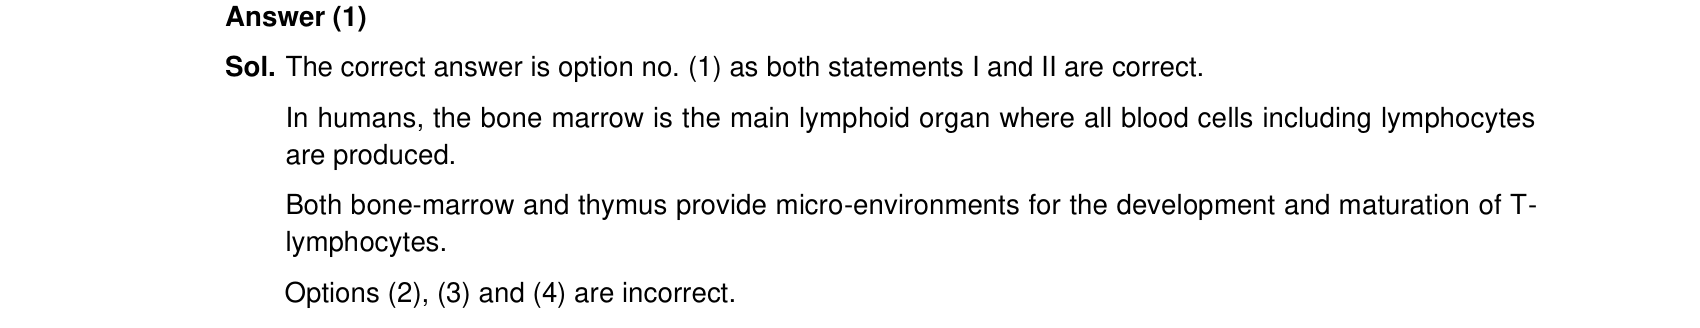 Answer (1)
Sol. The correct answer is option no. (1) as both statements I and II are correct.
In humans, the bone marrow is the main lymphoid organ where all blood cells including lymphocytes
are produced.
Both bone-marrow and thymus provide micro-environments for the development and maturation of T-
lymphocytes.
Options (2), (3) and (4) are incorrect.